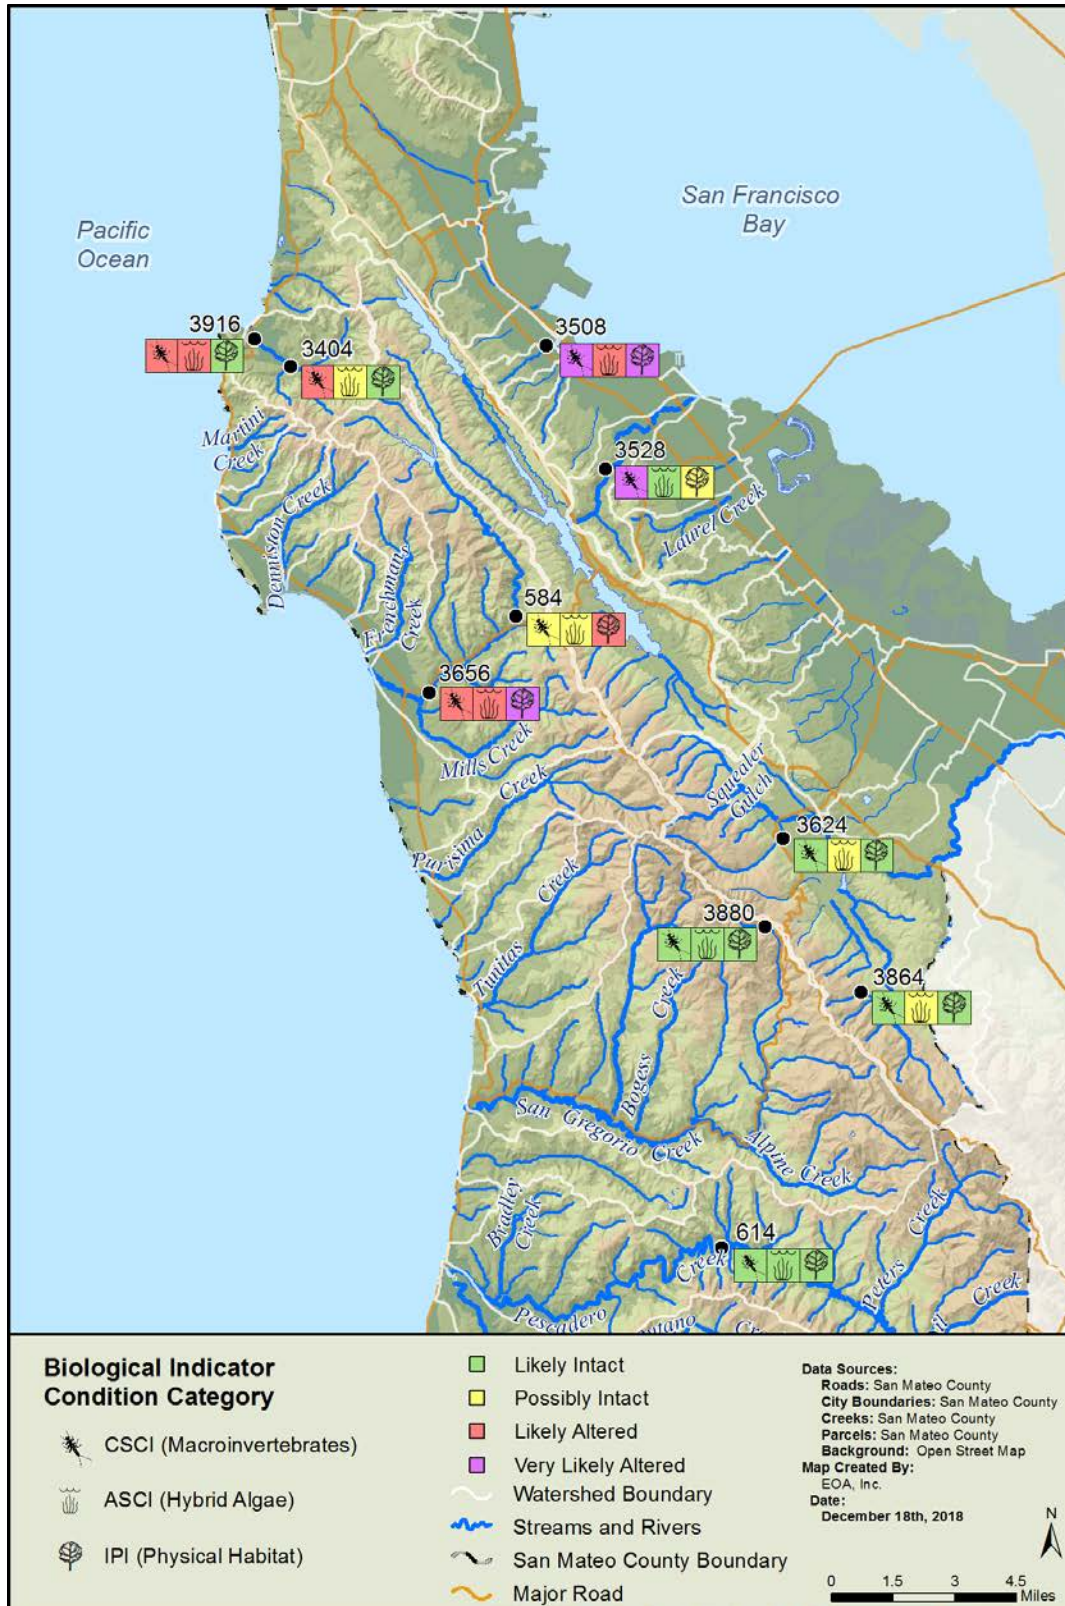 Pacific
Ocean
San Francisco
Bay
3916
3404
3508
3528
Martini
Creek
Denniston Creek
Frenchmans
Creek
Laurel Creek
584
3656
Mills Creek
Purisima Creek
Squealer
Gulch
3624
Tunitas Creek
3880
3864
Bogess Creek
San Gregorio Creek
Alpine Creek
Bradley
Creek
614
Pescadero Creek
Peters Creek
Creek
Biological Indicator
Condition Category
CSCI (Macroinvertebrates)
ASCI (Hybrid Algae)
IPI (Physical Habitat)
Likely Intact
Possibly Intact
Likely Altered
Very Likely Altered
Watershed Boundary
Streams and Rivers
San Mateo County Boundary
Major Road
Data Sources:
Roads: San Mateo County
City Boundaries: San Mateo County
Creeks: San Mateo County
Parcels: San Mateo County
Background: Open Street Map
Map Created By:
EOA, Inc.
Date:
December 18th, 2018
N
0 1.5 3 4.5
Miles